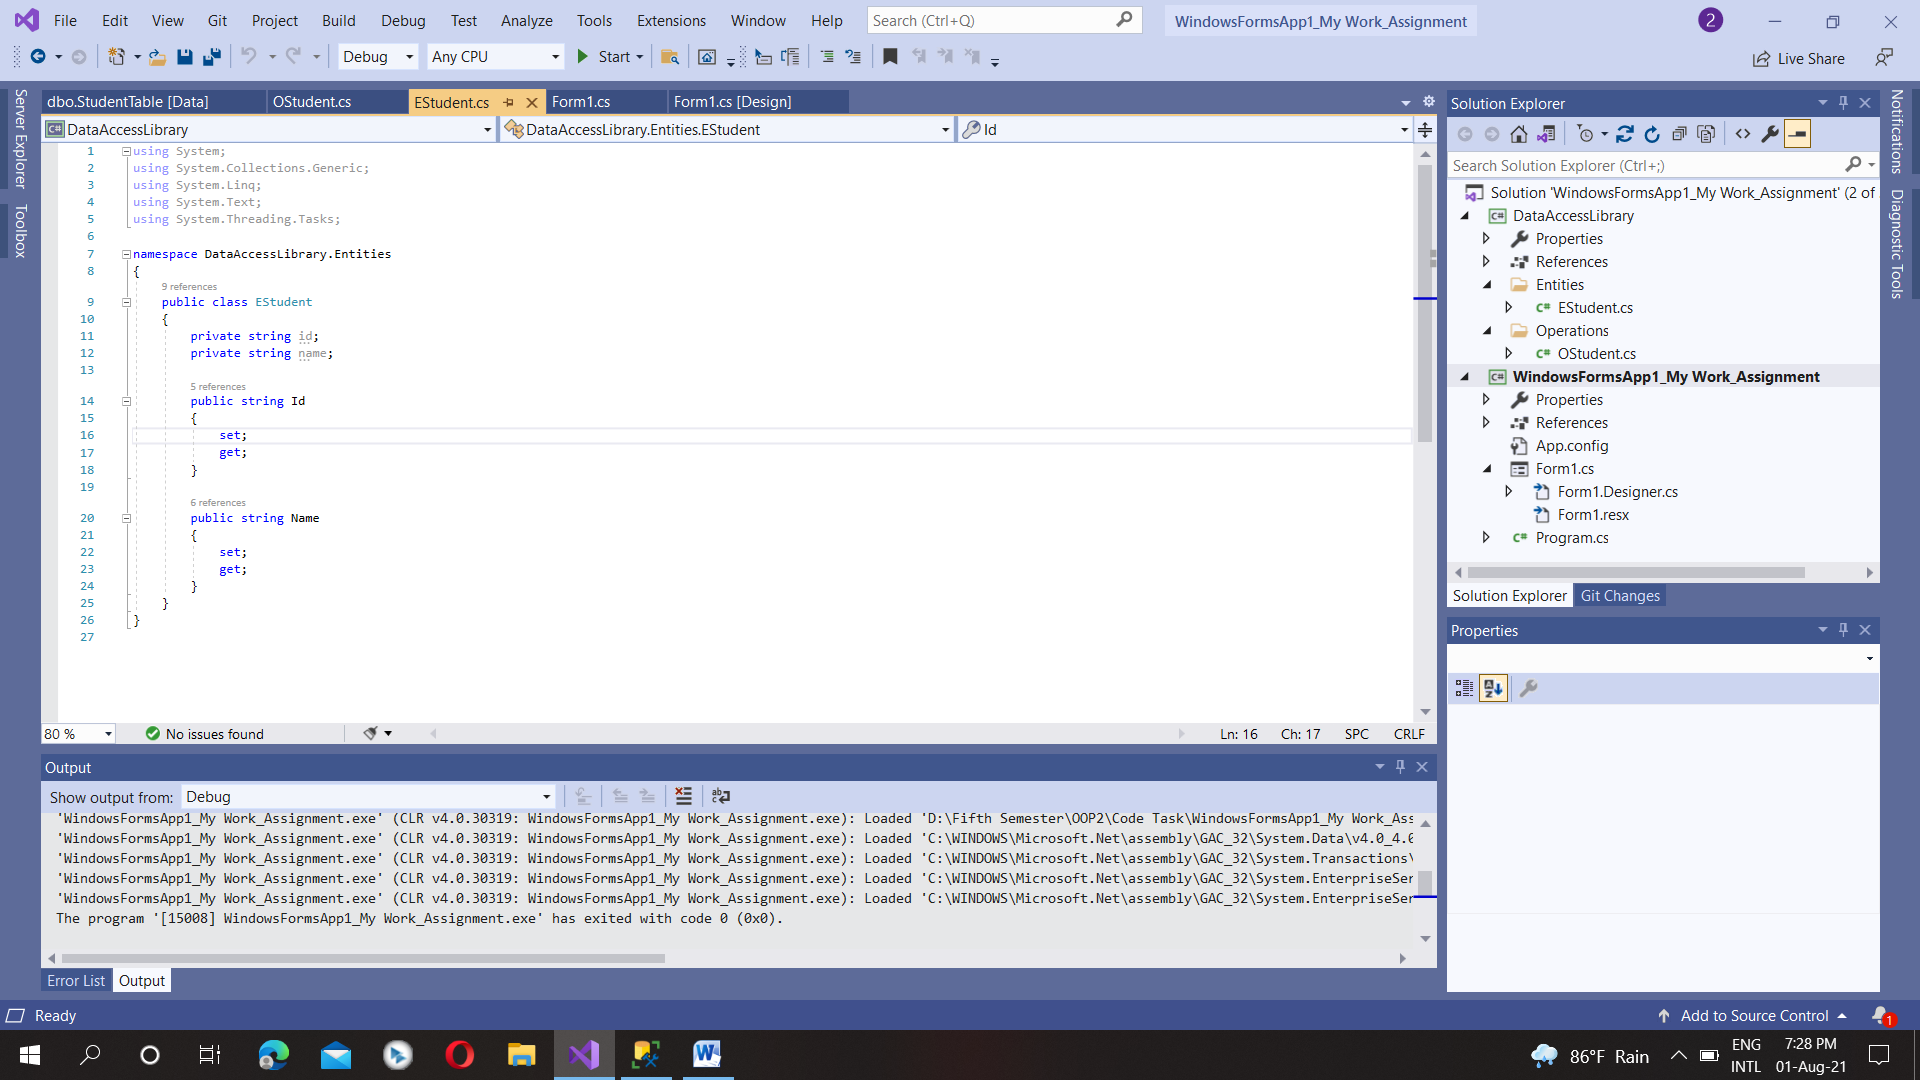 File Edit View Git Project Build Debug Test Analyze Tools Extensions Window Help Search (Ctrl+Q) WindowsFormsApp1_My Work_Assignment 2
Debug Any CPU Start Live Share
Server Explorer
Toolbox
dbo.StudentTable [Data] OStudent.cs EStudent.cs Form1.cs Form1.cs [Design]
DataAccessLibrary DataAccessLibrary.Entities.EStudent Id
1 using System;
2 using System.Collections.Generic;
3 using System.Linq;
4 using System.Text;
5 using System.Threading.Tasks;
6
7 namespace DataAccessLibrary.Entities
8 {
9 references
9 public class EStudent
10 {
11 private string id;
12 private string name;
13
5 references
14 public string Id
15 {
16 set;
17 get;
18 }
19
6 references
20 public string Name
21 {
22 set;
23 get;
24 }
25 }
26 }
27
80 % No issues found Ln: 16 Ch: 17 SPC CRLF
Output
Show output from: Debug
'WindowsFormsApp1_My Work_Assignment.exe' (CLR v4.0.30319: WindowsFormsApp1_My Work_Assignment.exe): Loaded 'D:\Fifth Semester\OOP2\Code Task\WindowsFormsApp1_My Work_Ass
'WindowsFormsApp1_My Work_Assignment.exe' (CLR v4.0.30319: WindowsFormsApp1_My Work_Assignment.exe): Loaded 'C:\WINDOWS\Microsoft.Net\assembly\GAC_32\System.Data\v4.0_4.0
'WindowsFormsApp1_My Work_Assignment.exe' (CLR v4.0.30319: WindowsFormsApp1_My Work_Assignment.exe): Loaded 'C:\WINDOWS\Microsoft.Net\assembly\GAC_32\System.Transactions\
'WindowsFormsApp1_My Work_Assignment.exe' (CLR v4.0.30319: WindowsFormsApp1_My Work_Assignment.exe): Loaded 'C:\WINDOWS\Microsoft.Net\assembly\GAC_32\System.EnterpriseSer
'WindowsFormsApp1_My Work_Assignment.exe' (CLR v4.0.30319: WindowsFormsApp1_My Work_Assignment.exe): Loaded 'C:\WINDOWS\Microsoft.Net\assembly\GAC_32\System.EnterpriseSer
The program '[15008] WindowsFormsApp1_My Work_Assignment.exe' has exited with code 0 (0x0).
Error List Output
Solution Explorer
Search Solution Explorer (Ctrl+;)
Solution 'WindowsFormsApp1_My Work_Assignment' (2 of
DataAccessLibrary
Properties
References
Entities
EStudent.cs
Operations
OStudent.cs
WindowsFormsApp1_My Work_Assignment
Properties
References
App.config
Form1.cs
Form1.Designer.cs
Form1.resx
Program.cs
Solution Explorer Git Changes
Properties
Notifications
Diagnostic Tools
Ready Add to Source Control 1
86°F Rain ENG INTL 7:28 PM 01-Aug-21